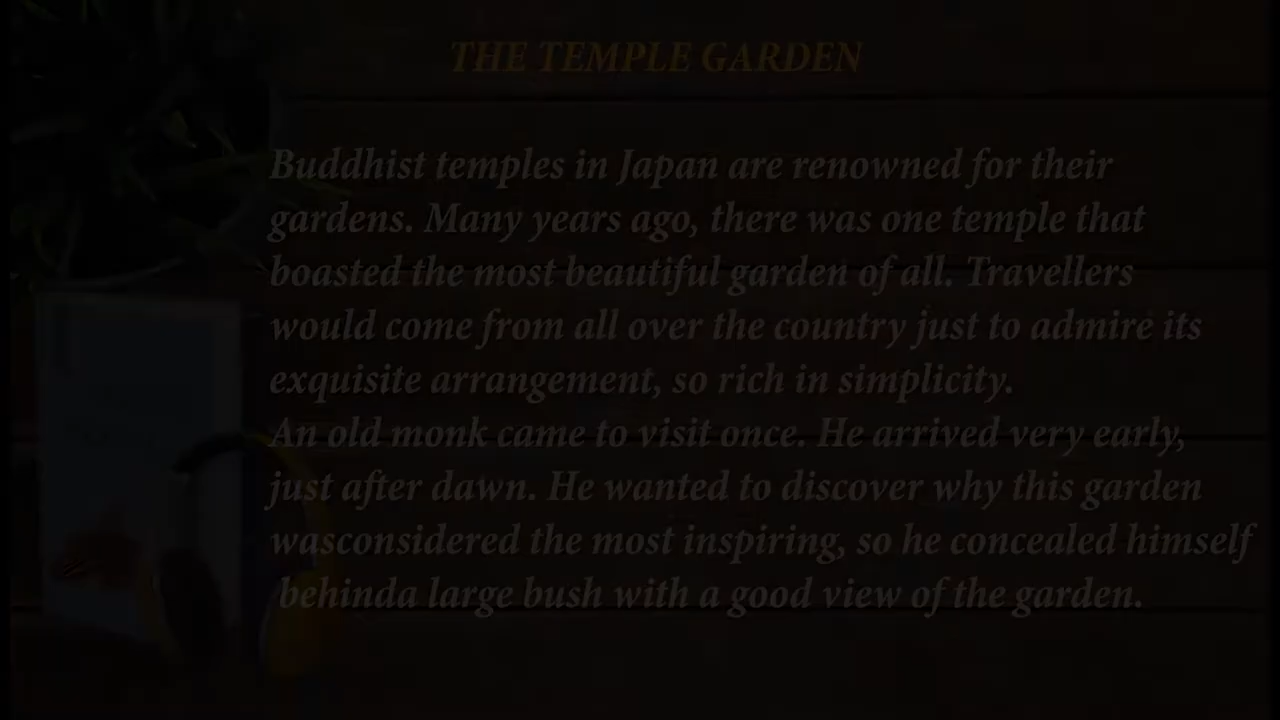 THE TEMPLE GARDEN
Buddhist temples in Japan are renowned for their
gardens. Many years ago, there was one temple that
boasted the most beautiful garden of all. Travellers
would come from all over the country just to admire its
exquisite arrangement, so rich in simplicity.
An old monk came to visit once. He arrived very early,
just after dawn. He wanted to discover why this garden
wasconsidered the most inspiring, so he concealed himself
behinda large bush with a good view of the garden.